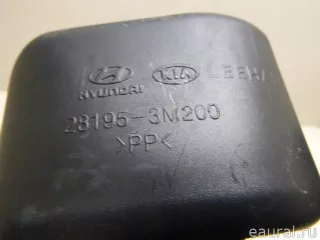 HYUNDAI KIA
28195-3M200
>PP<
eaural.ru